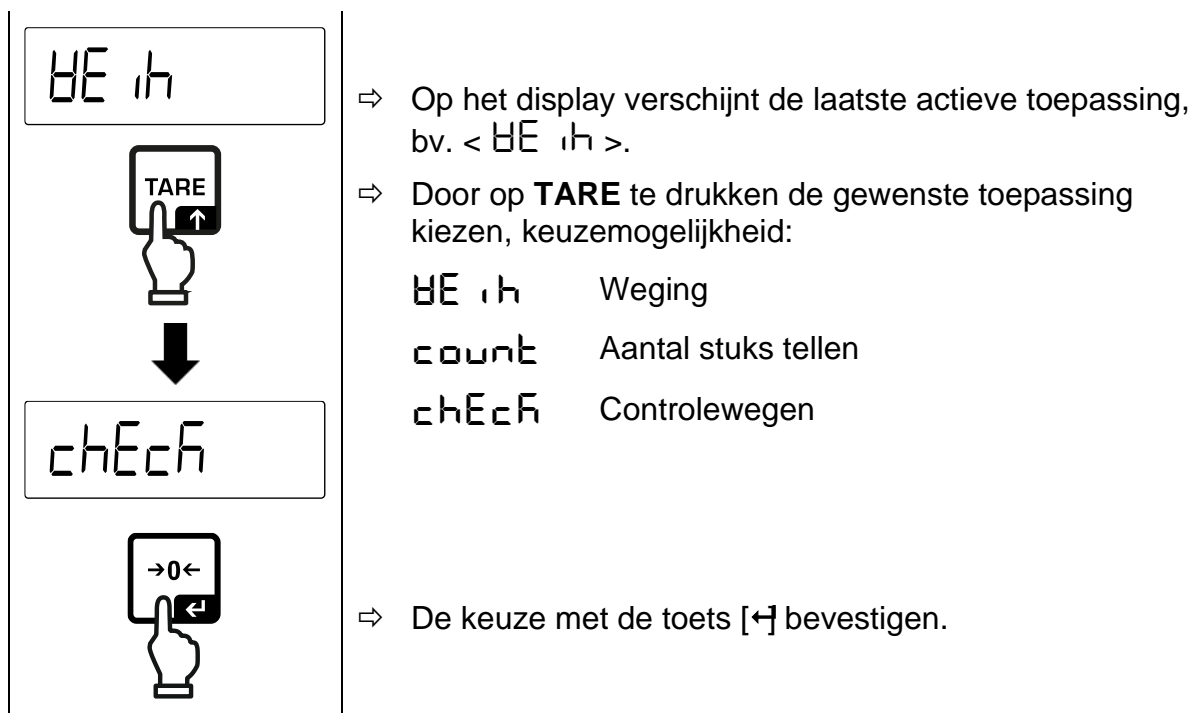 WEih
TARE
↑
chEck
→0←
↵
⇨ Op het display verschijnt de laatste actieve toepassing,
bv. < WEih >.
⇨ Door op TARE te drukken de gewenste toepassing
kiezen, keuzemogelijkheid:
WEih Weging
count Aantal stuks tellen
chEck Controlewegen
⇨ De keuze met de toets [↵] bevestigen.